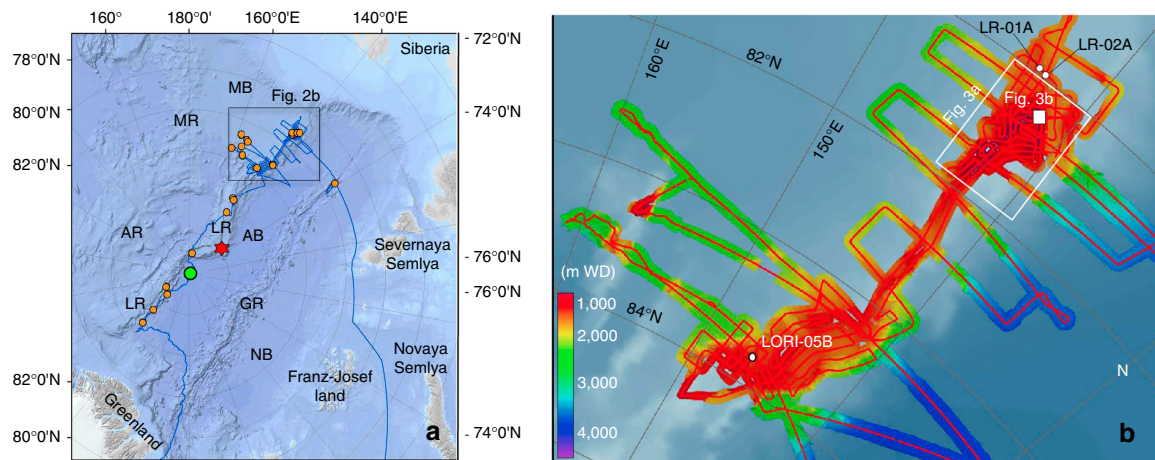 160°
180°0'
160°0'0
140°0'0
78°0'N
80°0'N
82°0'N
82°0'N
80°0'N
- 72°0'N
- 74°0'N
- 76°0'N
- 76°0'N
- 74°0'N
Siberia
MB
Fig. 2b
MR
AR
LR
AB
LR
GR
NB
Severnaya
Semlya
Novaya
Semlya
Franz-Josef
land
Greenland
a
b
160°E
82°N
150°E
84°N
LR-01A
LR-02A
Fig. 3a
Fig. 3b
LORI-05B
(m WD)
1,000
2,000
3,000
4,000
N
b